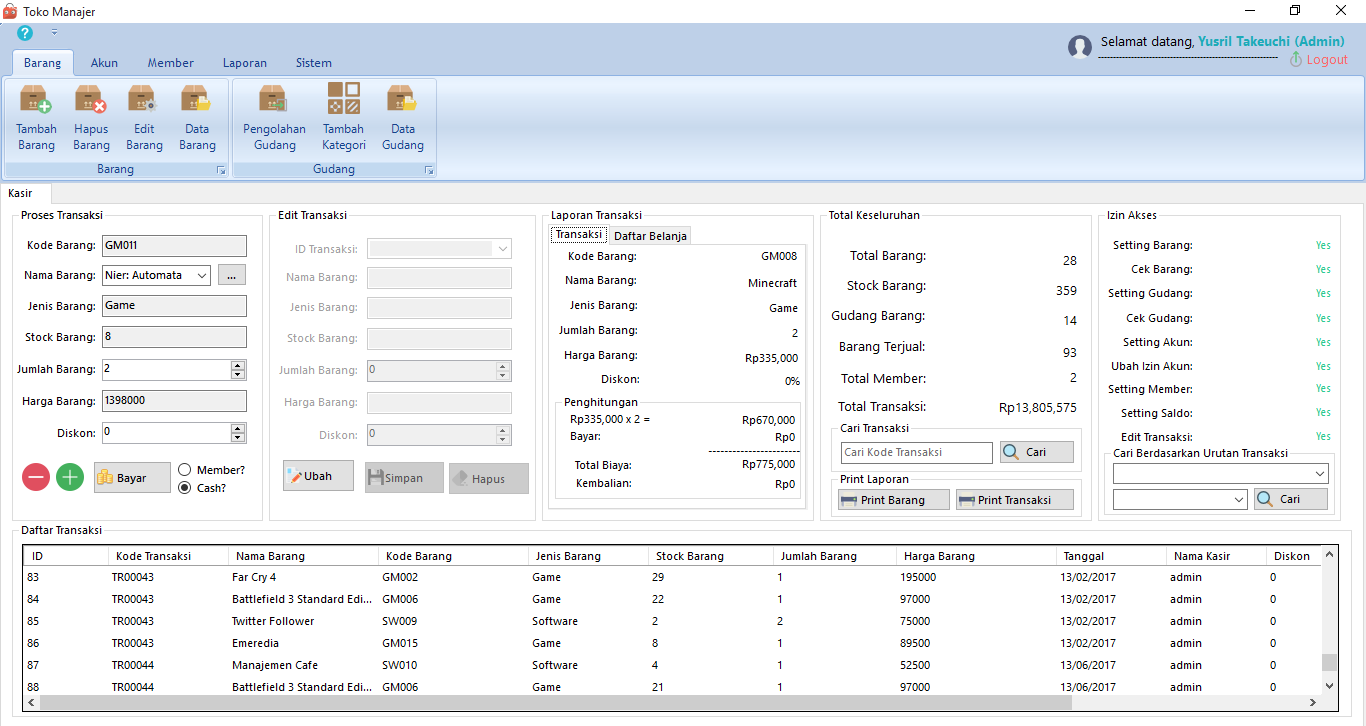 Toko Manajer
?
Selamat datang, Yusril Takeuchi (Admin)
Logout
Barang Akun Member Laporan Sistem
Tambah Barang Hapus Barang Edit Barang Data Barang
Pengolahan Gudang Tambah Kategori Data Gudang
Barang Gudang
Kasir
Proses Transaksi
Kode Barang: GM011
Nama Barang: Nier: Automata ...
Jenis Barang: Game
Stock Barang: 8
Jumlah Barang: 2
Harga Barang: 1398000
Diskon: 0
Bayar
Member?
Cash?
Edit Transaksi
ID Transaksi:
Nama Barang:
Jenis Barang:
Stock Barang:
Jumlah Barang: 0
Harga Barang:
Diskon: 0
Ubah Simpan Hapus
Laporan Transaksi
Transaksi Daftar Belanja
Kode Barang: GM008
Nama Barang: Minecraft
Jenis Barang: Game
Jumlah Barang: 2
Harga Barang: Rp335,000
Diskon: 0%
Penghitungan
Rp335,000 x 2 = Rp670,000
Bayar: Rp0
Total Biaya: Rp775,000
Kembalian: Rp0
Total Keseluruhan
Total Barang: 28
Stock Barang: 359
Gudang Barang: 14
Barang Terjual: 93
Total Member: 2
Total Transaksi: Rp13,805,575
Cari Transaksi
Cari Kode Transaksi Cari
Print Laporan
Print Barang Print Transaksi
Izin Akses
Setting Barang: Yes
Cek Barang: Yes
Setting Gudang: Yes
Cek Gudang: Yes
Setting Akun: Yes
Ubah Izin Akun: Yes
Setting Member: Yes
Setting Saldo: Yes
Edit Transaksi: Yes
Cari Berdasarkan Urutan Transaksi
Cari
Daftar Transaksi
ID Kode Transaksi Nama Barang Kode Barang Jenis Barang Stock Barang Jumlah Barang Harga Barang Tanggal Nama Kasir Diskon
83 TR00043 Far Cry 4 GM002 Game 29 1 195000 13/02/2017 admin 0
84 TR00043 Battlefield 3 Standard Edi... GM006 Game 22 1 97000 13/02/2017 admin 0
85 TR00043 Twitter Follower SW009 Software 2 2 75000 13/02/2017 admin 0
86 TR00043 Emeredia GM015 Game 8 1 89500 13/02/2017 admin 0
87 TR00044 Manajemen Cafe SW010 Software 4 1 52500 13/06/2017 admin 0
88 TR00044 Battlefield 3 Standard Edi... GM006 Game 21 1 97000 13/06/2017 admin 0